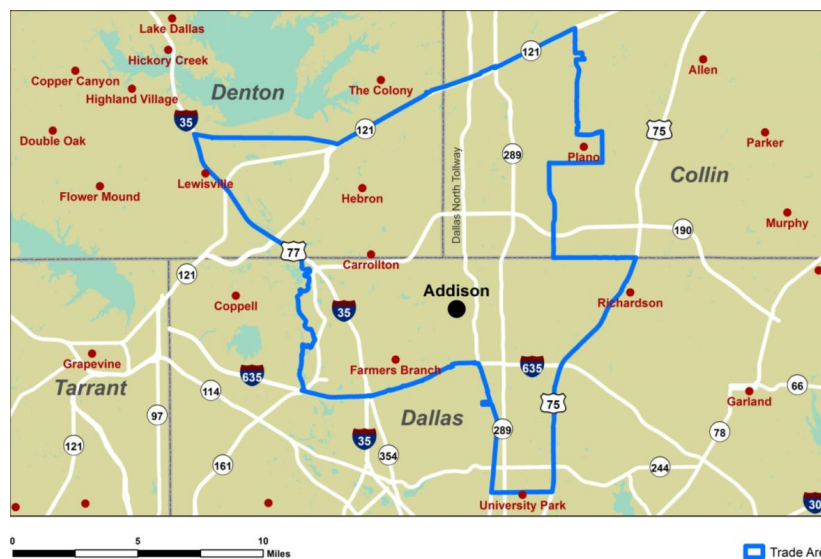 Lake Dallas
Hickory Creek
Copper Canyon
Highland Village
Denton
The Colony
121
Allen
35
121
75
Double Oak
289
Plano
Parker
Dallas North Tollway
Lewisville
Hebron
Collin
Flower Mound
Murphy
190
77
Carrollton
121
Addison
Coppell
35
Richardson
Grapevine
635
Farmers Branch
635
Tarrant
114
75
66
Garland
97
Dallas
289
78
121
35
354
161
244
University Park
30
0 5 10
Miles
Trade Are